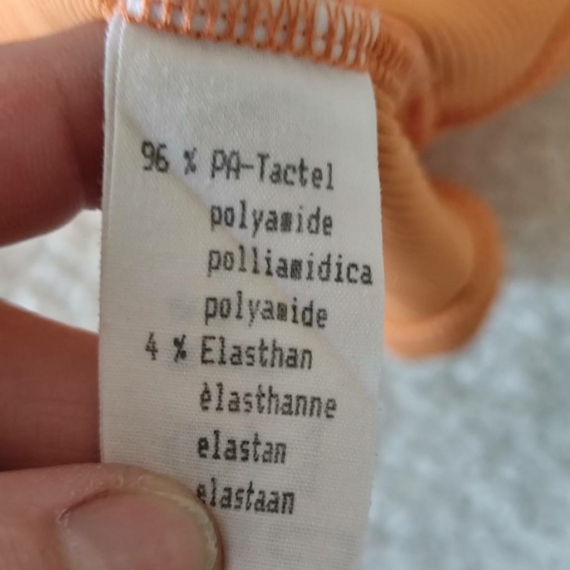 96 % PA-Tactel
polyamide
polliamidica
polyamide
4 % Elasthan
èlasthanne
elastan
elastaan